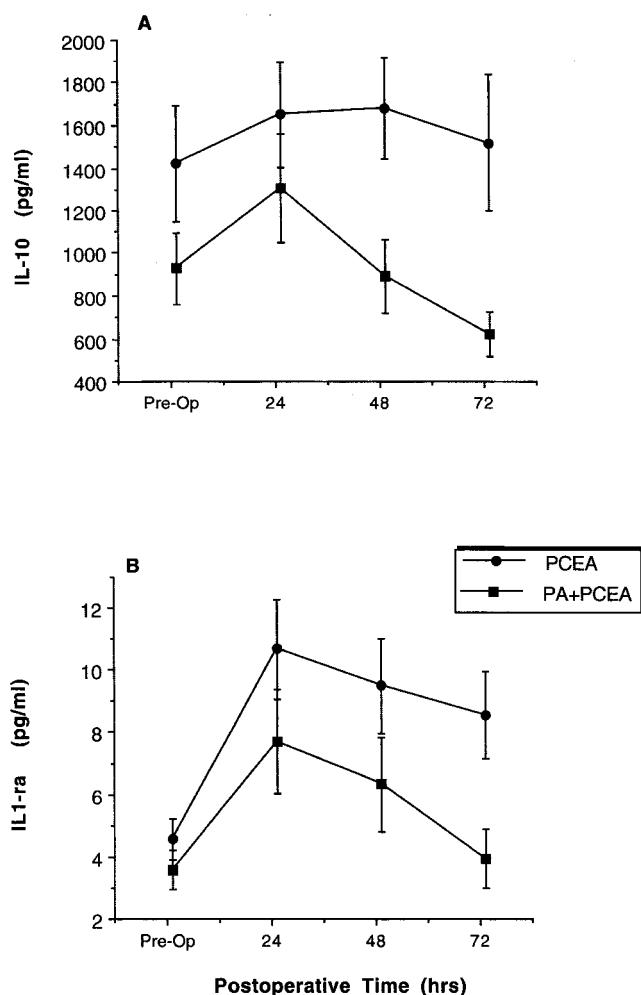 A
2000
1800
1600
1400
1200
1000
800
600
400
IL-10 (pg/ml)
Pre-Op 24 48 72
B
PCEA
PA+PCEA
12
10
8
6
4
2
IL1-ra (pg/ml)
Pre-Op 24 48 72
Postoperative Time (hrs)